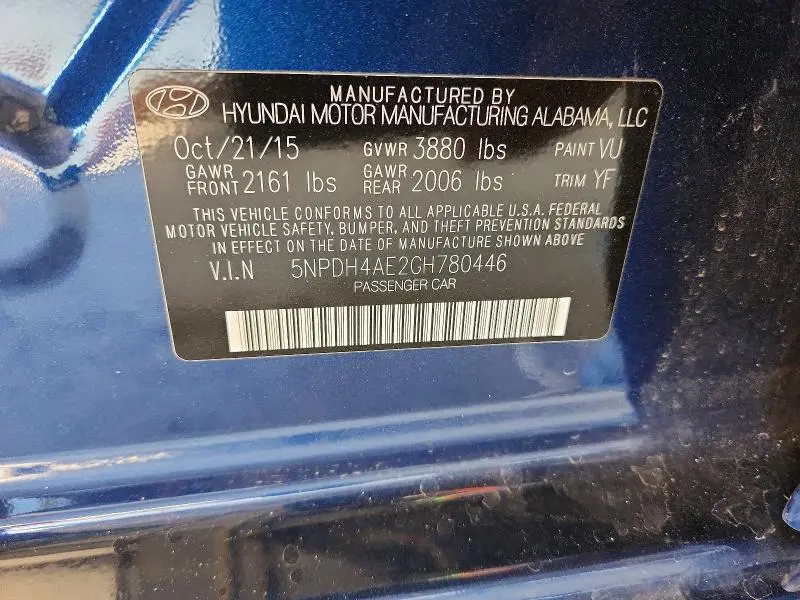 MANUFACTURED BY
HYUNDAI MOTOR MANUFACTURING ALABAMA, LLC
Oct/21/15 GVWR 3880 lbs PAINT VU
GAWR FRONT 2161 lbs GAWR REAR 2006 lbs TRIM YF
THIS VEHICLE CONFORMS TO ALL APPLICABLE U.S.A. FEDERAL
MOTOR VEHICLE SAFETY, BUMPER, AND THEFT PREVENTION STANDARDS
IN EFFECT ON THE DATE OF MANUFACTURE SHOWN ABOVE
V.I.N 5NPDH4AE2GH780446
PASSENGER CAR